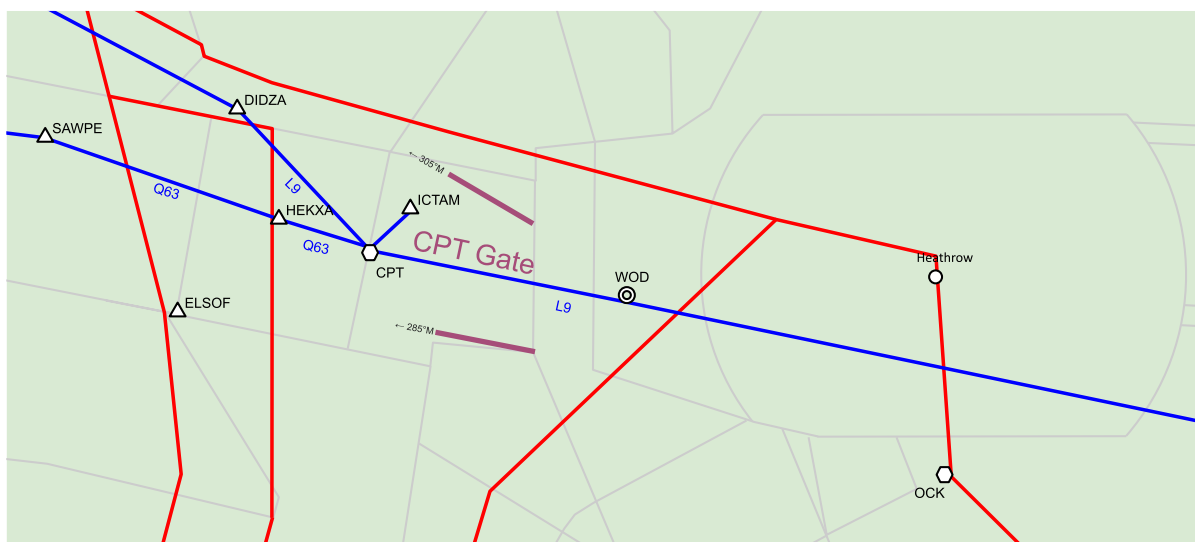 DIDZA
SAWPE
← 305°M
Q63
L9
ICTAM
HEKXA
Q63
CPT Gate
CPT
Heathrow
WOD
ELSOF
L9
← 285°M
OCK